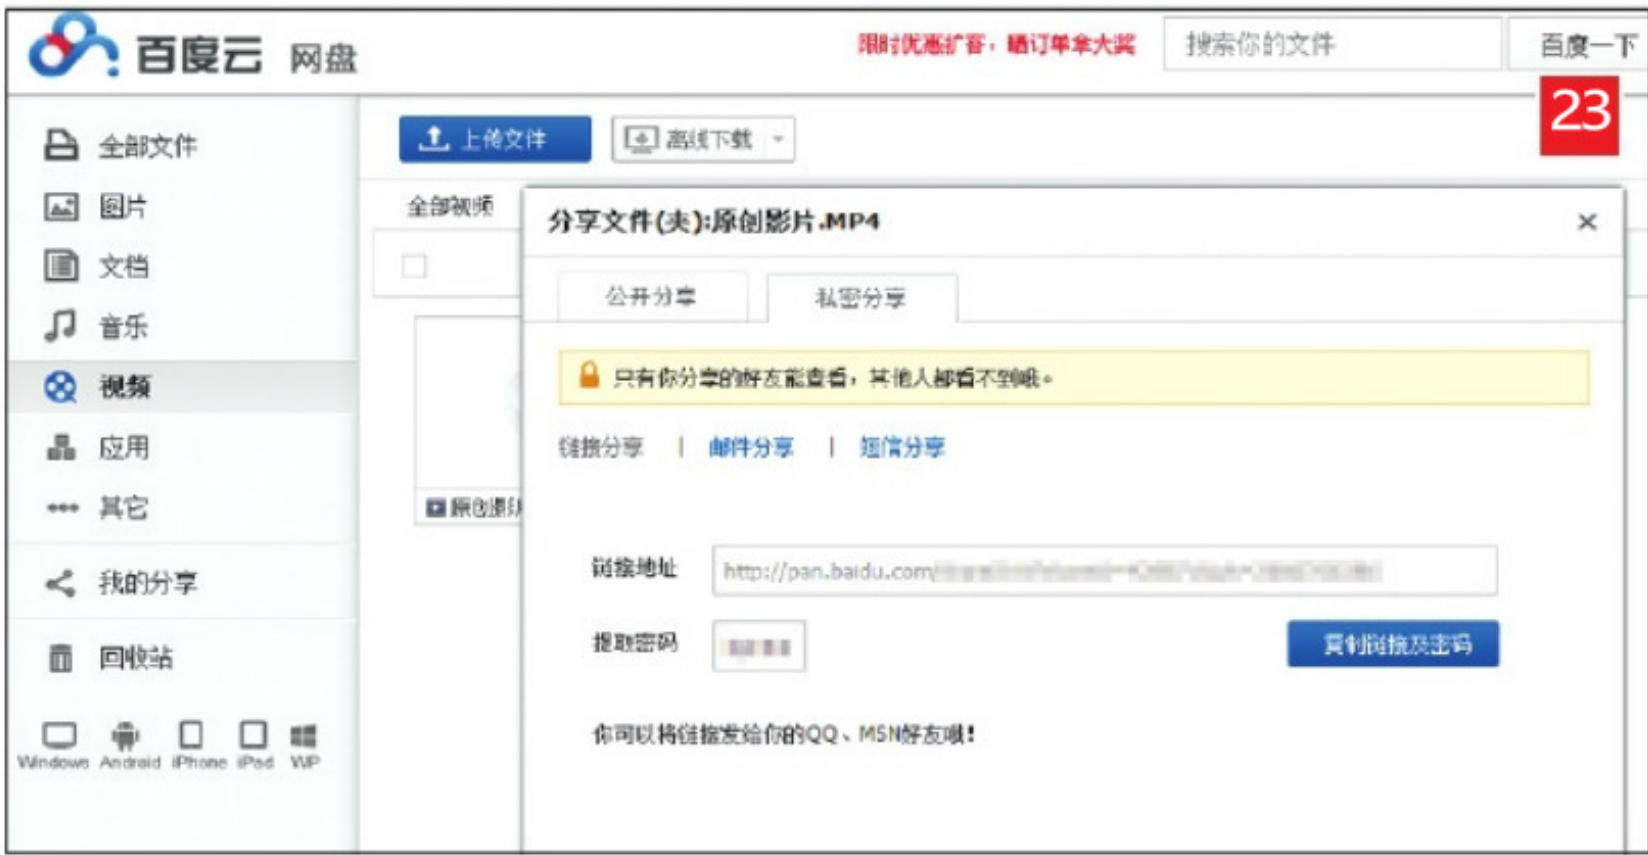 百度云 网盘
限时优惠扩容，晒订单拿大奖
搜索你的文件
百度一下
23
全部文件
图片
文档
音乐
视频
应用
其它
我的分享
回收站
Windows Android iPhone iPad WP
上传文件
离线下载
全部视频
原创影
分享文件(夹):原创影片.MP4
×
公开分享
私密分享
只有你分享的好友能查看，其他人都看不到哦。
链接分享 | 邮件分享 | 短信分享
链接地址
http://pan.baidu.com/
提取密码
复制链接及密码
你可以将链接发给你的QQ、MSN好友哦!